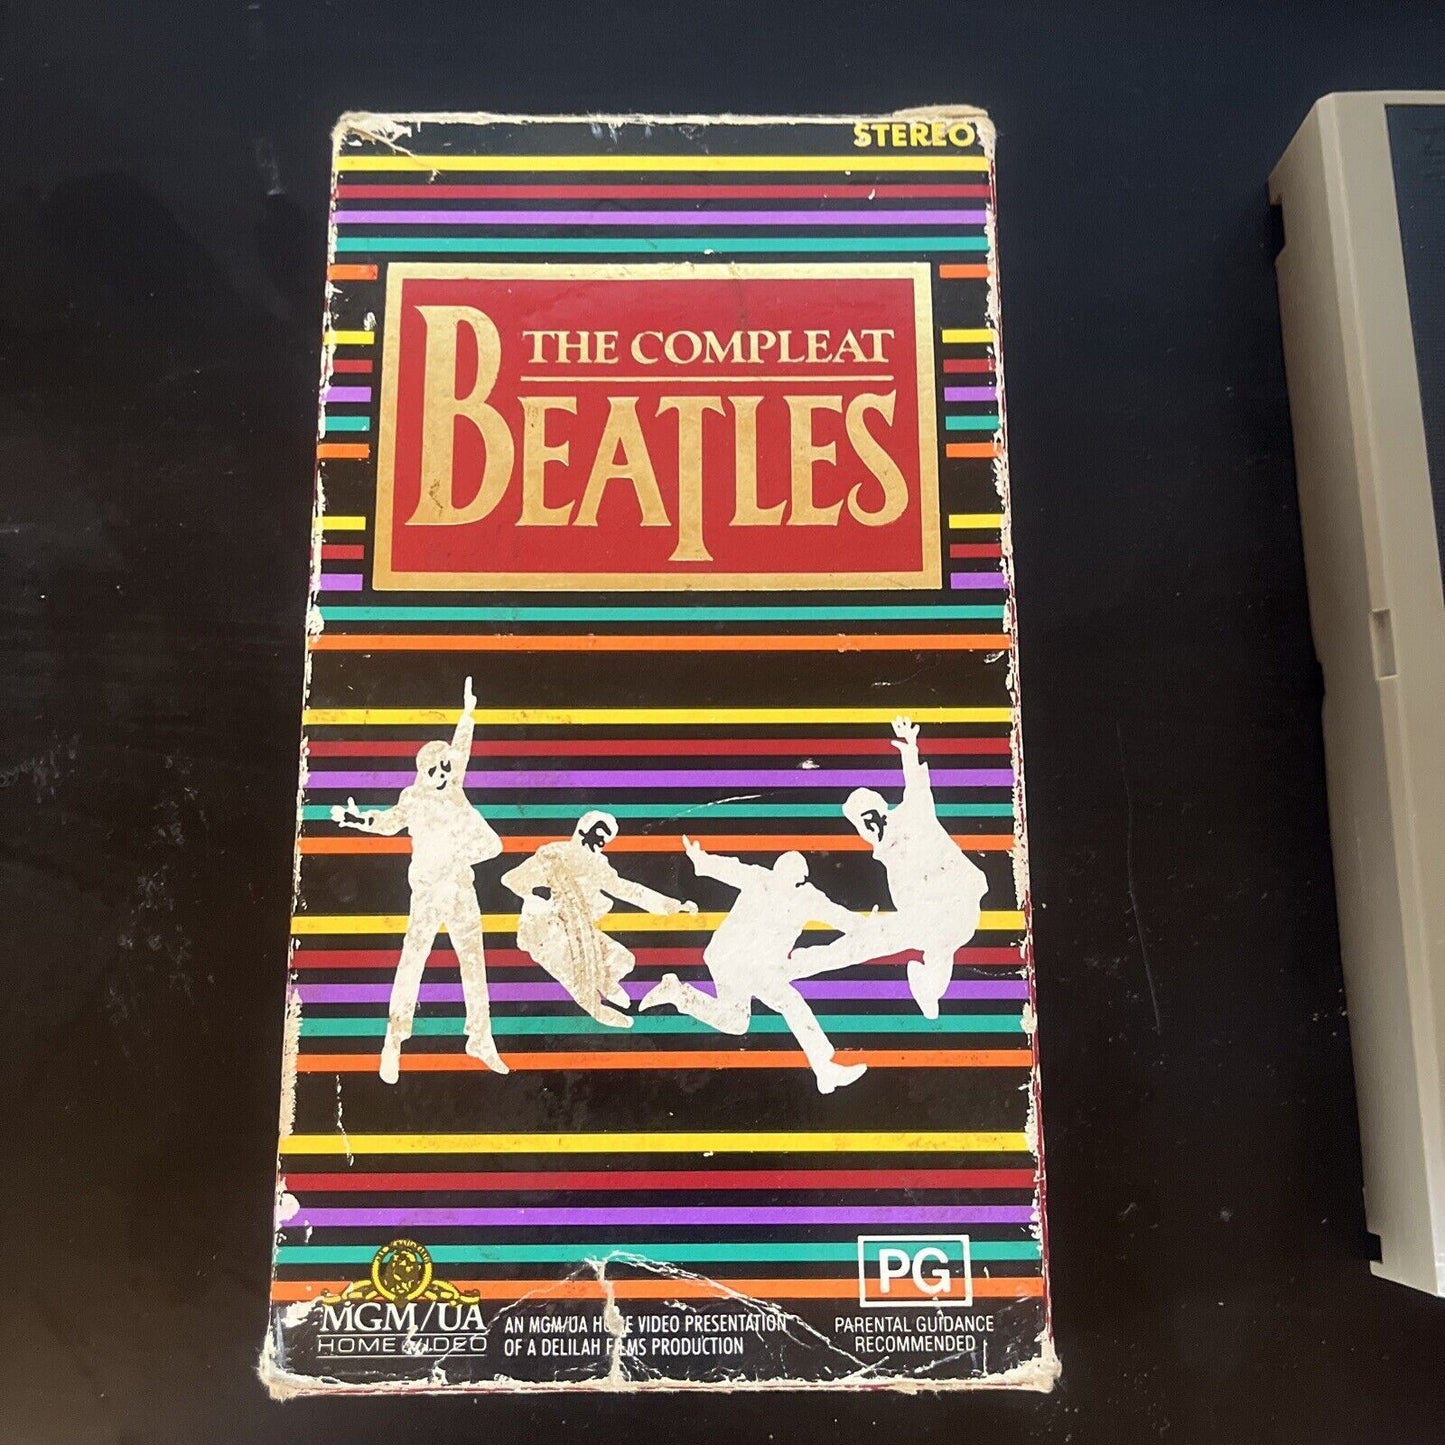 STEREO
THE COMPLEAT
BEATLES
MGM/UA
HOME VIDEO
AN MGM/UA HOME VIDEO PRESENTATION
OF A DELILAH FILMS PRODUCTION
PG
PARENTAL GUIDANCE
RECOMMENDED